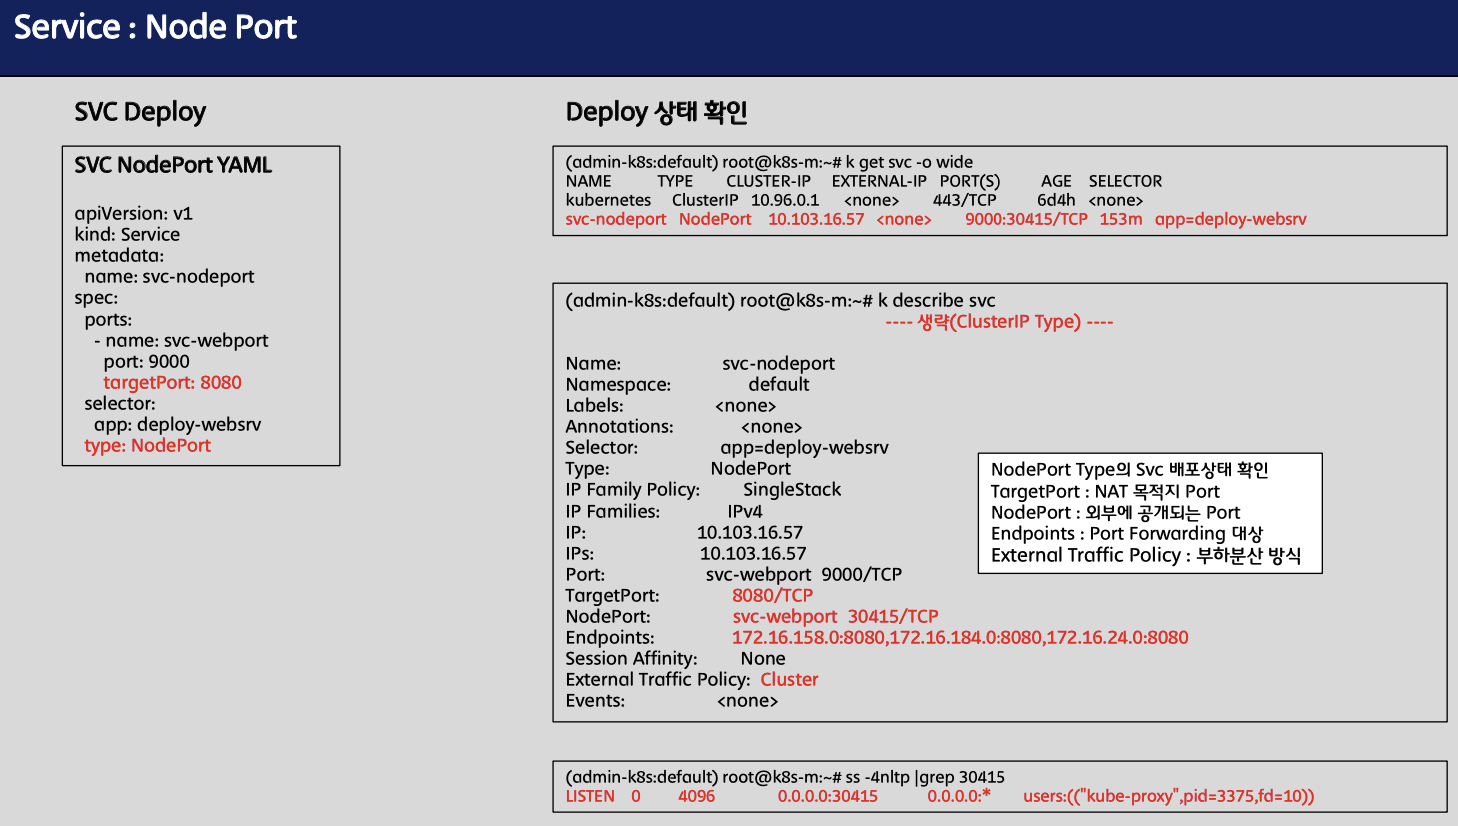 Service : Node Port
SVC Deploy
SVC NodePort YAML
apiVersion: v1
kind: Service
metadata:
  name: svc-nodeport
spec:
  ports:
    - name: svc-webport
      port: 9000
      targetPort: 8080
  selector:
    app: deploy-websrv
  type: NodePort
Deploy 상태 확인
(admin-k8s:default) root@k8s-m:~# k get svc -o wide
NAME TYPE CLUSTER-IP EXTERNAL-IP PORT(S) AGE SELECTOR
kubernetes ClusterIP 10.96.0.1 <none> 443/TCP 6d4h <none>
svc-nodeport NodePort 10.103.16.57 <none> 9000:30415/TCP 153m app=deploy-websrv
(admin-k8s:default) root@k8s-m:~# k describe svc
---- 생략(ClusterIP Type) ----
Name: svc-nodeport
Namespace: default
Labels: <none>
Annotations: <none>
Selector: app=deploy-websrv
Type: NodePort
IP Family Policy: SingleStack
IP Families: IPv4
IP: 10.103.16.57
IPs: 10.103.16.57
Port: svc-webport 9000/TCP
TargetPort: 8080/TCP
NodePort: svc-webport 30415/TCP
Endpoints: 172.16.158.0:8080,172.16.184.0:8080,172.16.24.0:8080
Session Affinity: None
External Traffic Policy: Cluster
Events: <none>
NodePort Type의 Svc 배포상태 확인
TargetPort : NAT 목적지 Port
NodePort : 외부에 공개되는 Port
Endpoints : Port Forwarding 대상
External Traffic Policy : 부하분산 방식
(admin-k8s:default) root@k8s-m:~# ss -4nltp |grep 30415
LISTEN 0 4096 0.0.0.0:30415 0.0.0.0:* users:(("kube-proxy",pid=3375,fd=10))